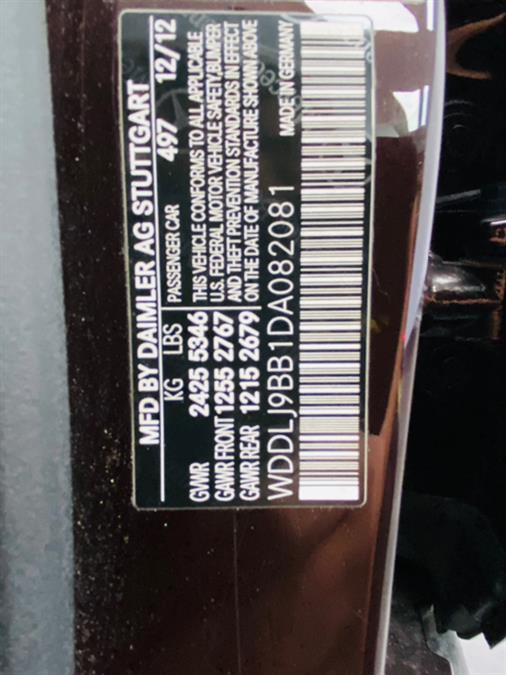 MFD BY DAIMLER AG STUTTGART
497 12/12
KG LBS PASSENGER CAR
GVWR 2425 5346
GAWR FRONT 1255 2767
GAWR REAR 1215 2679
THIS VEHICLE CONFORMS TO ALL APPLICABLE
U.S. FEDERAL MOTOR VEHICLE SAFETY, BUMPER
AND THEFT PREVENTION STANDARDS IN EFFECT
ON THE DATE OF MANUFACTURE SHOWN ABOVE
WDDLJ9BB1DA082081 MADE IN GERMANY